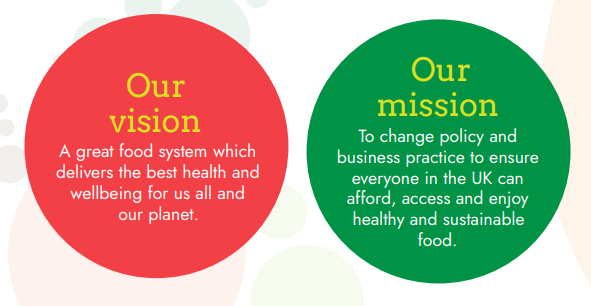 Our
vision
A great food system which
delivers the best health and
wellbeing for us all and
our planet.
Our
mission
To change policy and
business practice to ensure
everyone in the UK can
afford, access and enjoy
healthy and sustainable
food.